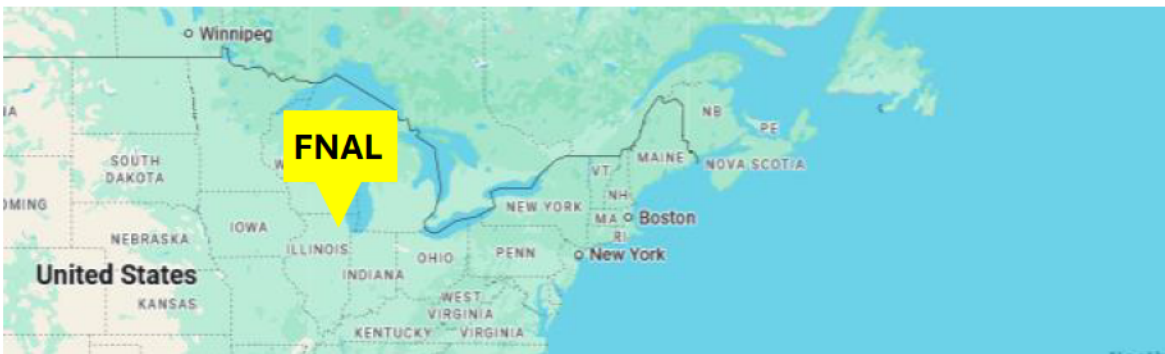 Winnipeg
FNAL
NB
PE
SOUTH
DAKOTA
MAINE
NOVA SCOTIA
VT
OMING
NH
NEW YORK
MA
Boston
RI
NEBRASKA
IOWA
ILLINOIS
OHIO
PENN
New York
INDIANA
United States
KANSAS
WEST
VIRGINIA
KENTUCKY
VIRGINIA